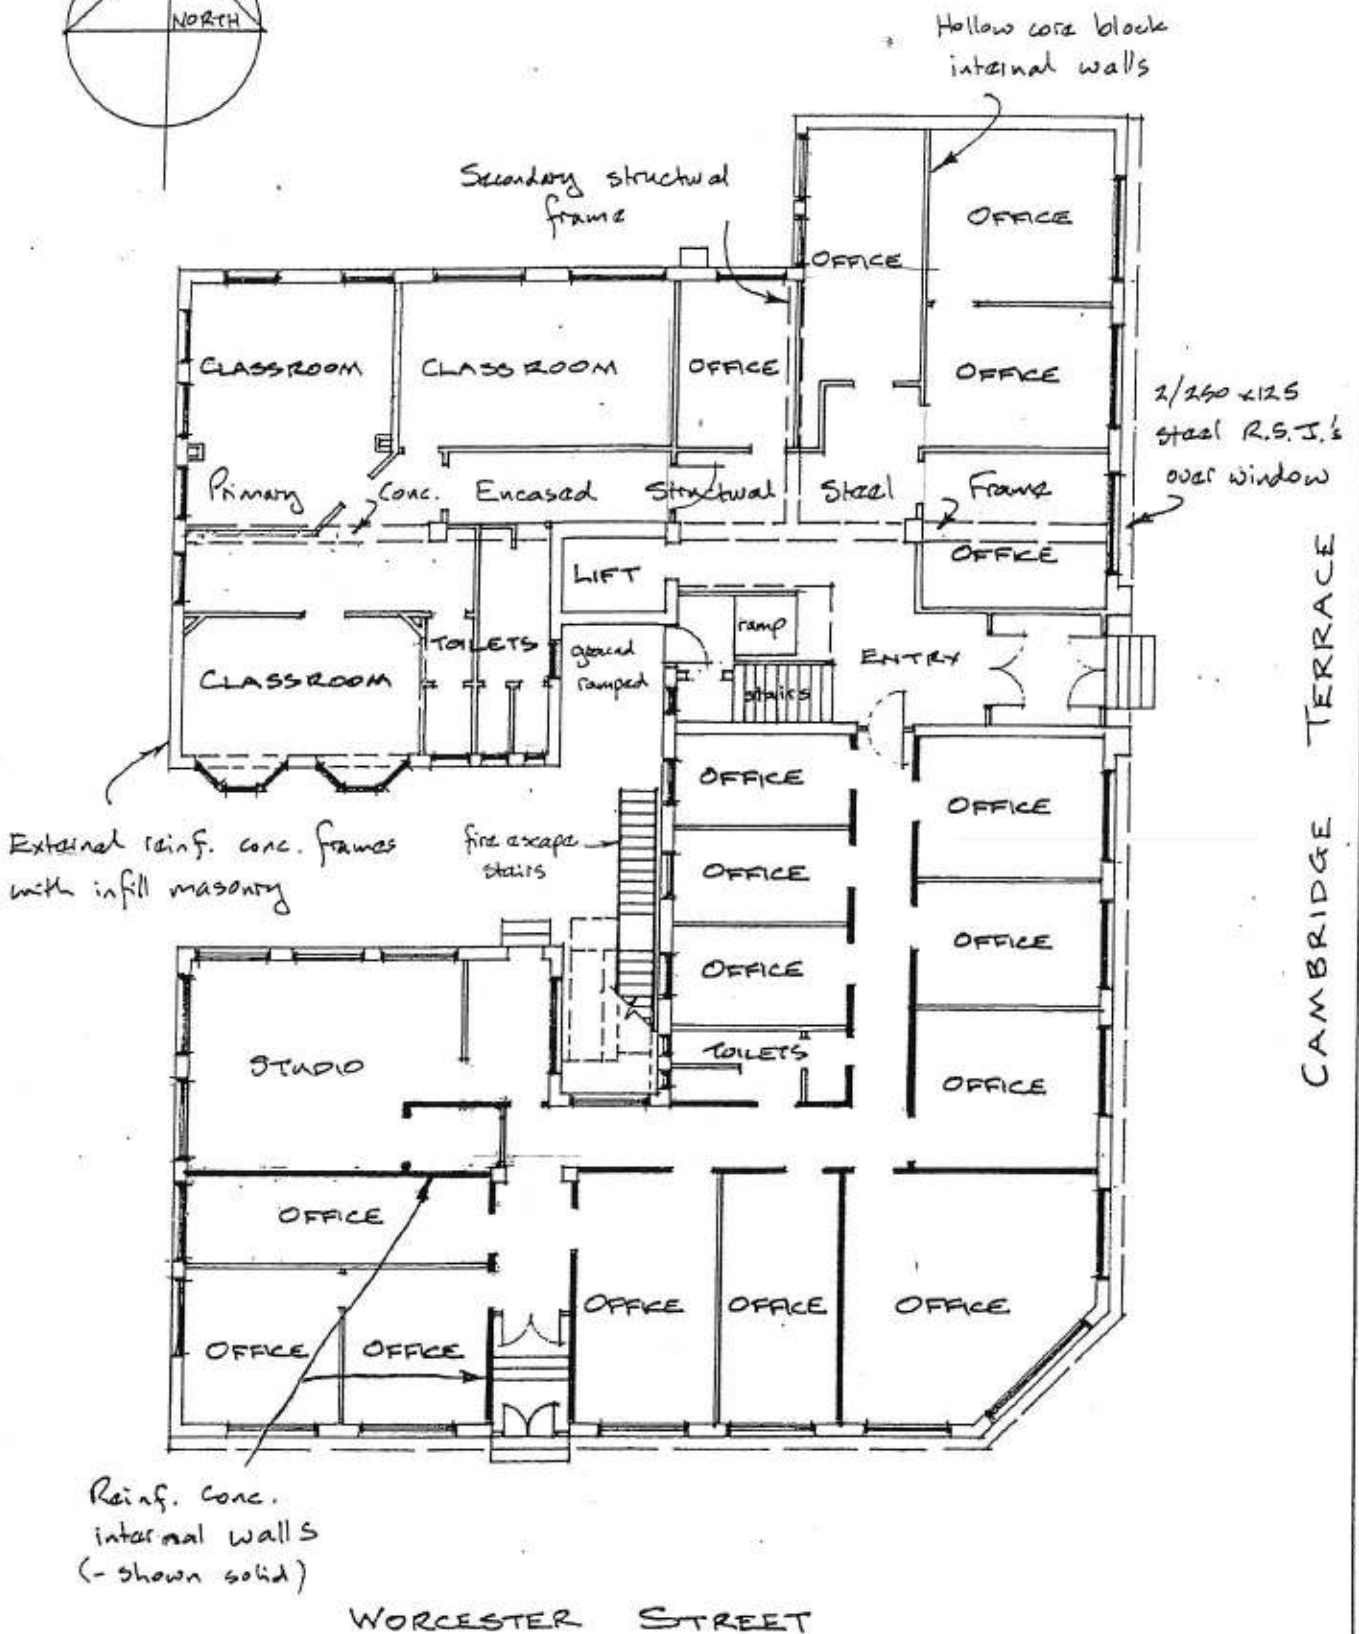 NORTH
Hollow core block
internal walls
Secondary structural
frame
OFFICE
OFFICE
CLASSROOM
CLASSROOM
OFFICE
OFFICE
2/250 x125
steel R.S.J.'s
over window
Primary Conc. Encased Structural Steel Frame
OFFICE
LIFT
TOILETS
ground
ramped
ramp
ENTRY
CLASSROOM
stairs
CAMBRIDGE TERRACE
OFFICE
OFFICE
External reinf. conc. frames
with infill masonry
fire escape
stairs
OFFICE
OFFICE
OFFICE
STUDIO
TOILETS
OFFICE
OFFICE
OFFICE
OFFICE
OFFICE
OFFICE
OFFICE
Reinf. Conc.
internal walls
(- shown solid)
WORCESTER STREET